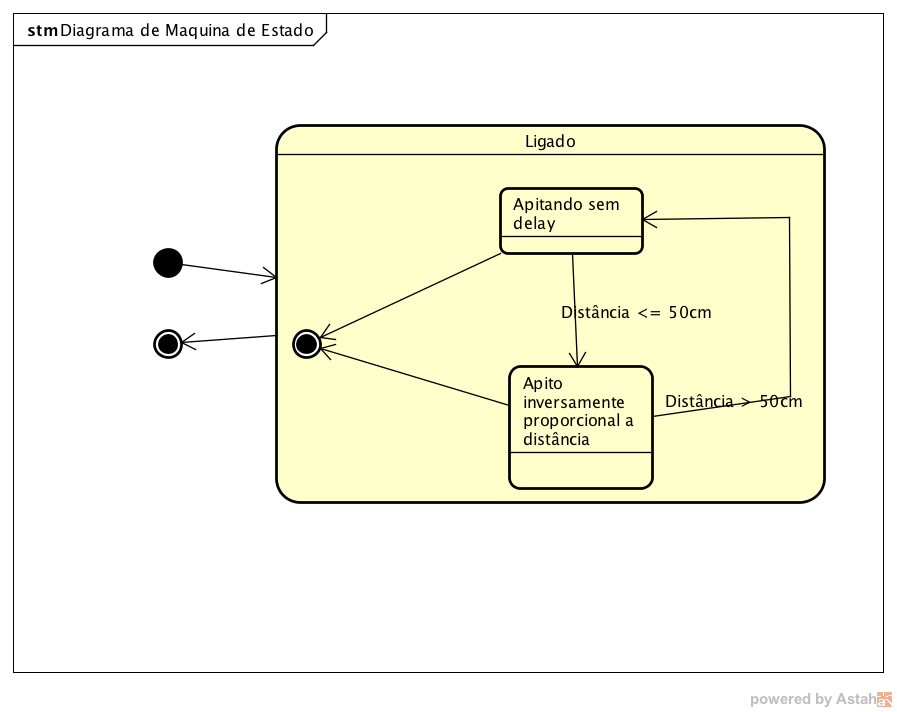 stm Diagrama de Maquina de Estado
Ligado
Apitando sem
delay
Distância <= 50cm
Apito
inversamente
proporcional a
distância
Distância > 50cm
powered by Astah